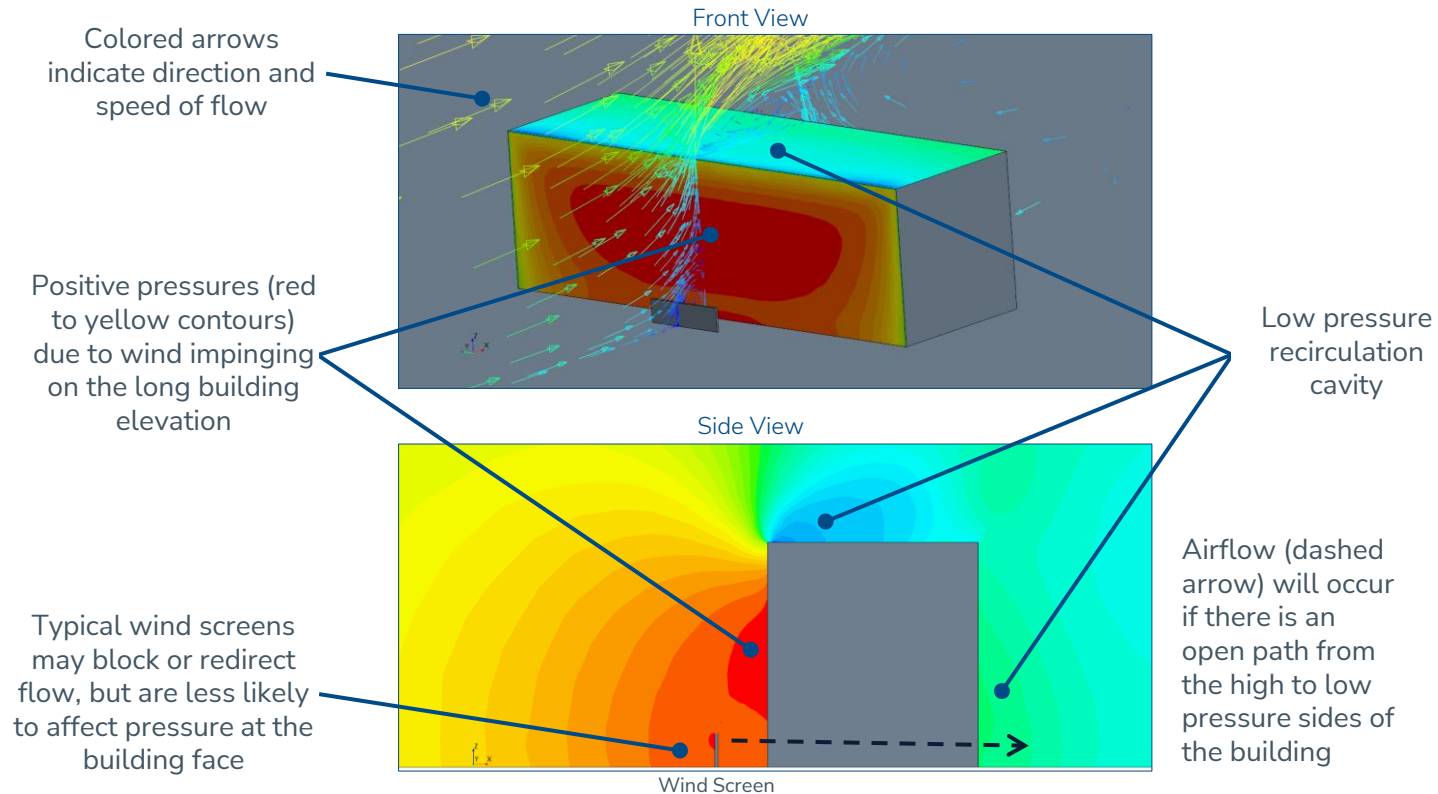 Front View
Colored arrows
indicate direction and
speed of flow
Positive pressures (red
to yellow contours)
due to wind impinging
on the long building
elevation
Low pressure
recirculation
cavity
Side View
Typical wind screens
may block or redirect
flow, but are less likely
to affect pressure at the
building face
Airflow (dashed
arrow) will occur
if there is an
open path from
the high to low
pressure sides of
the building
Wind Screen